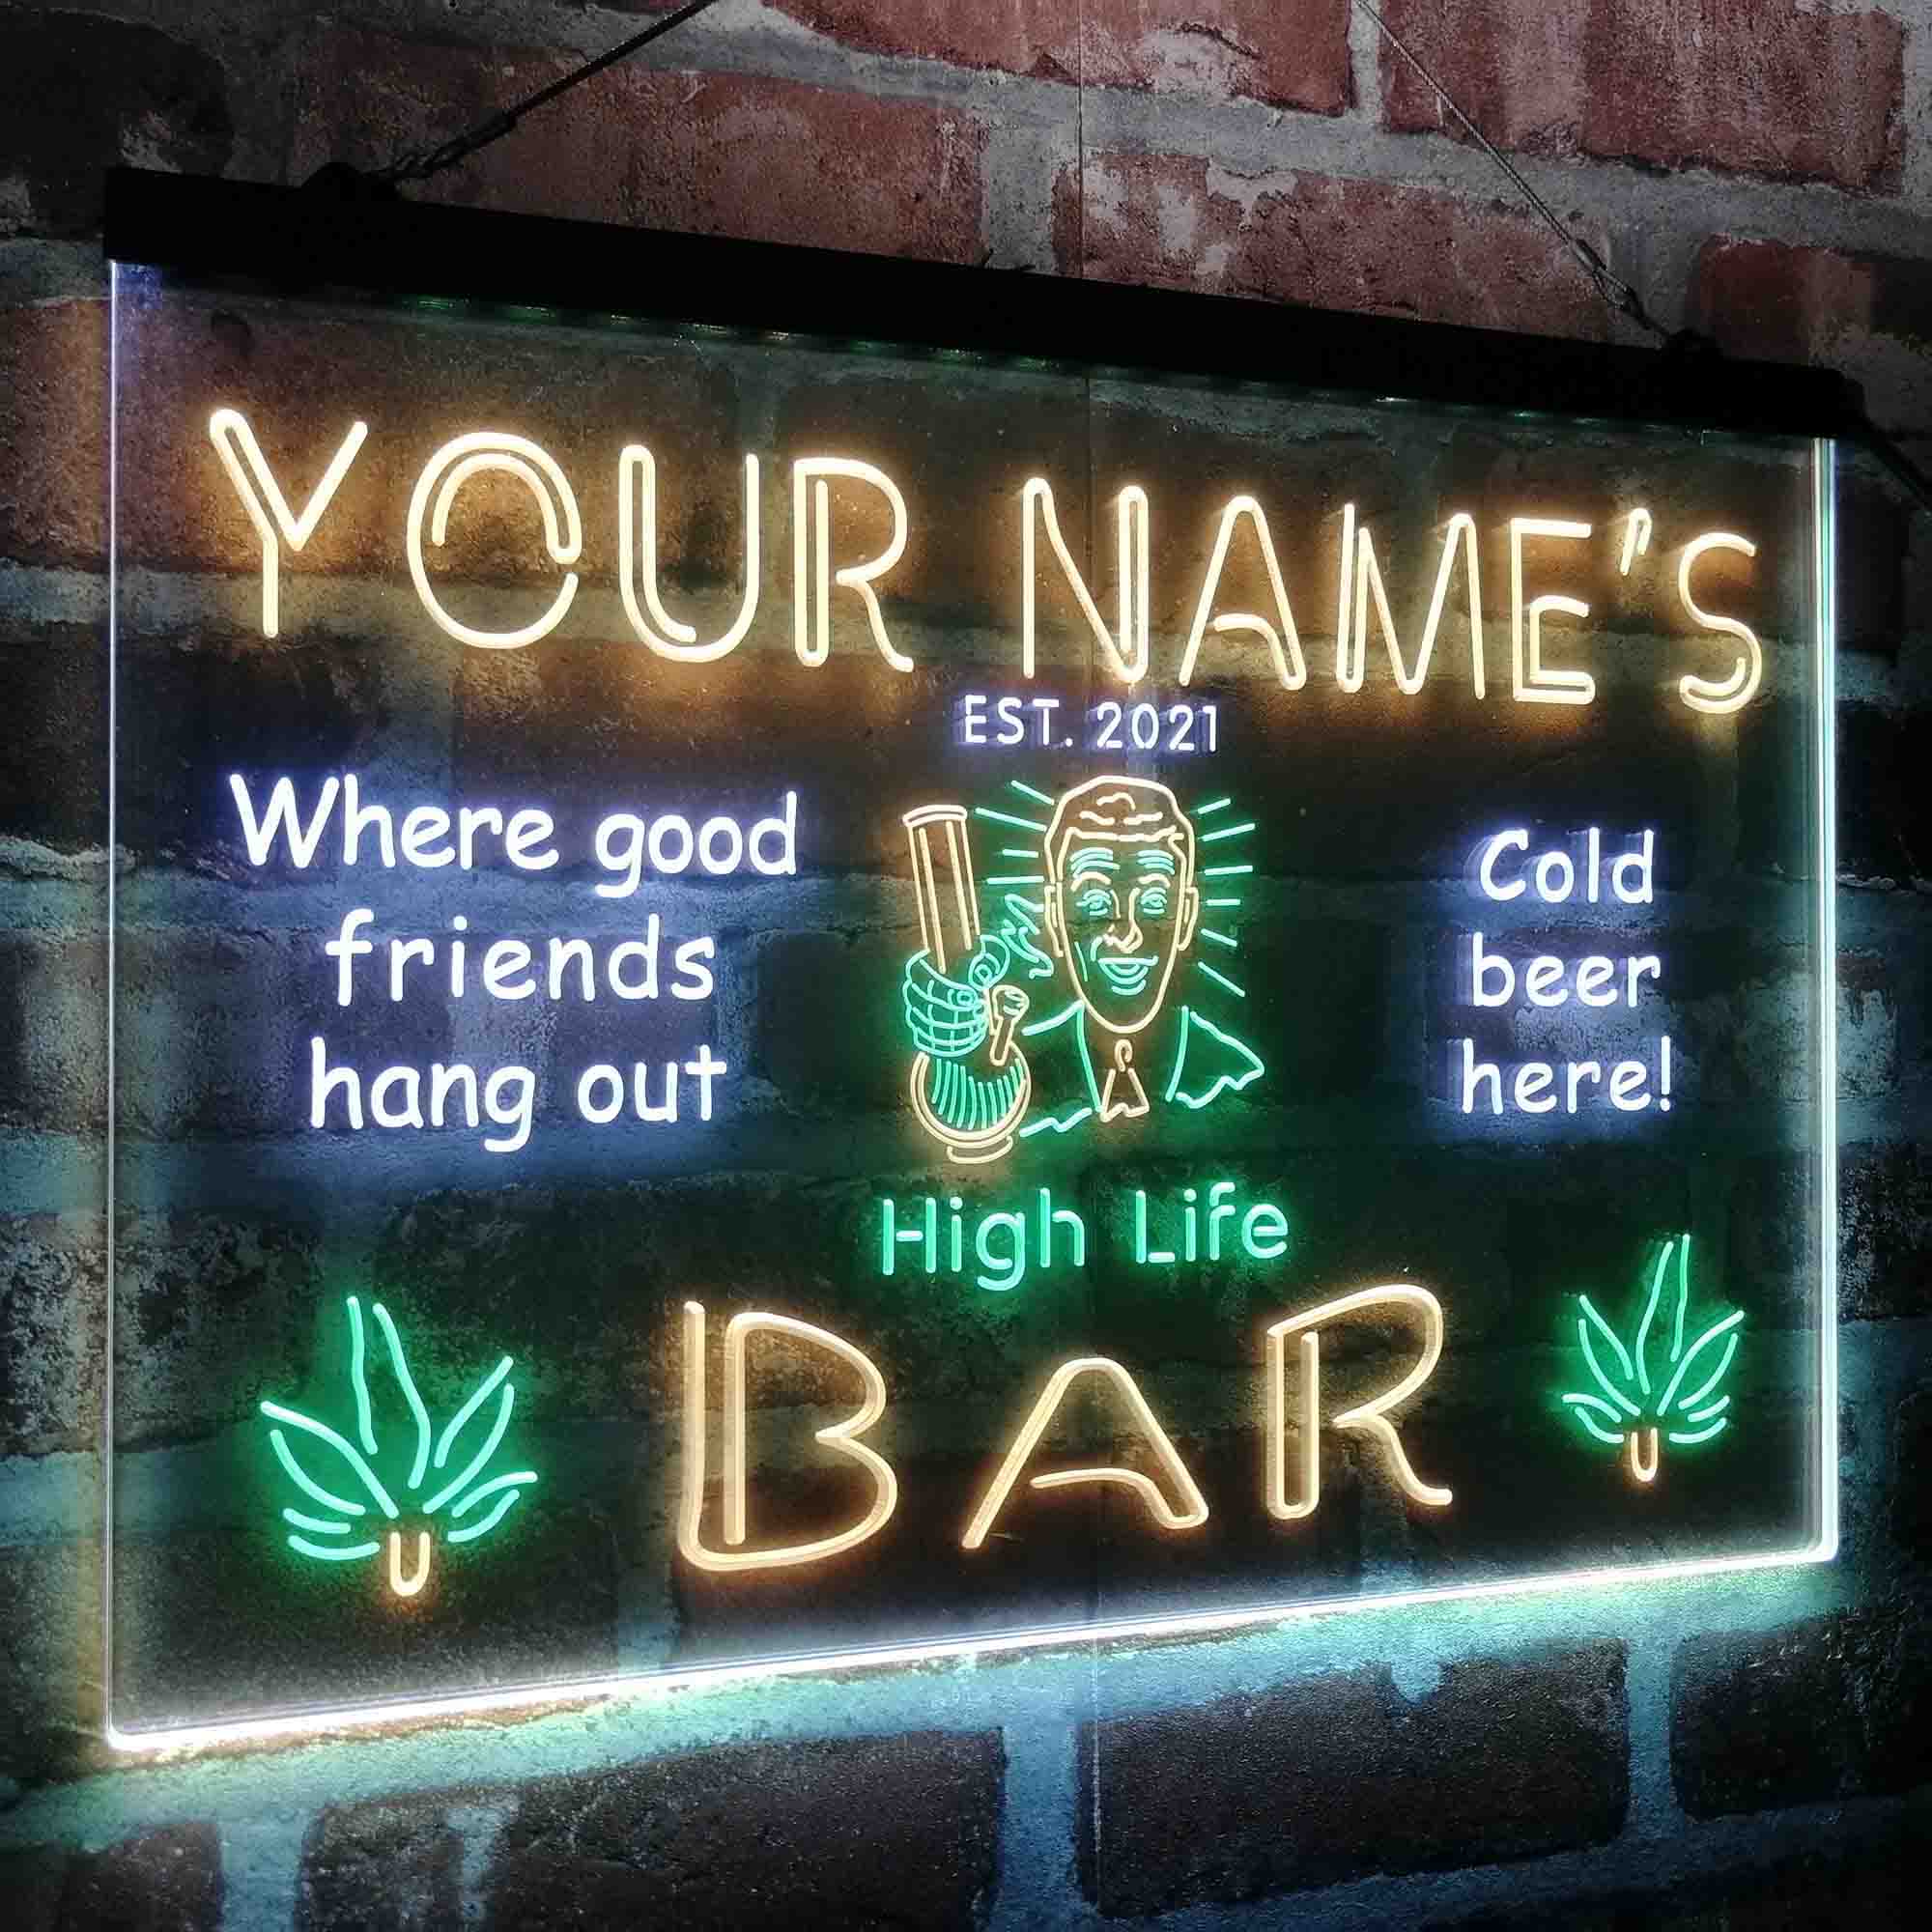 YOUR NAME'S
EST. 2021
Where good
friends
hang out
Cold
beer
here!
High Life
BAR